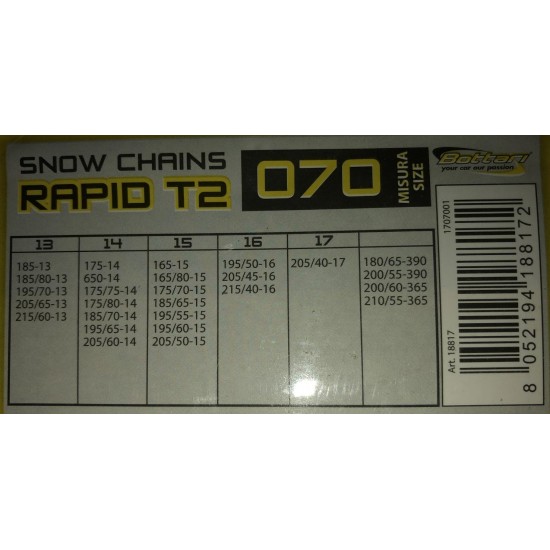 SNOW CHAINS
RAPID T2
070
MISURA
SIZE
Bottari
your car our passion.
13 14 15 16 17
185-13 175-14 165-15 195/50-16 205/40-17 180/65-390
185/80-13 650-14 165/80-15 205/45-16 200/55-390
195/70-13 175/75-14 175/70-15 215/40-16 200/60-365
205/65-13 175/80-14 185/65-15 210/55-365
215/60-13 185/70-14 195/55-15
195/65-14 195/60-15
205/60-14 205/50-15
1707001
Art. 18817
8 052194 188172